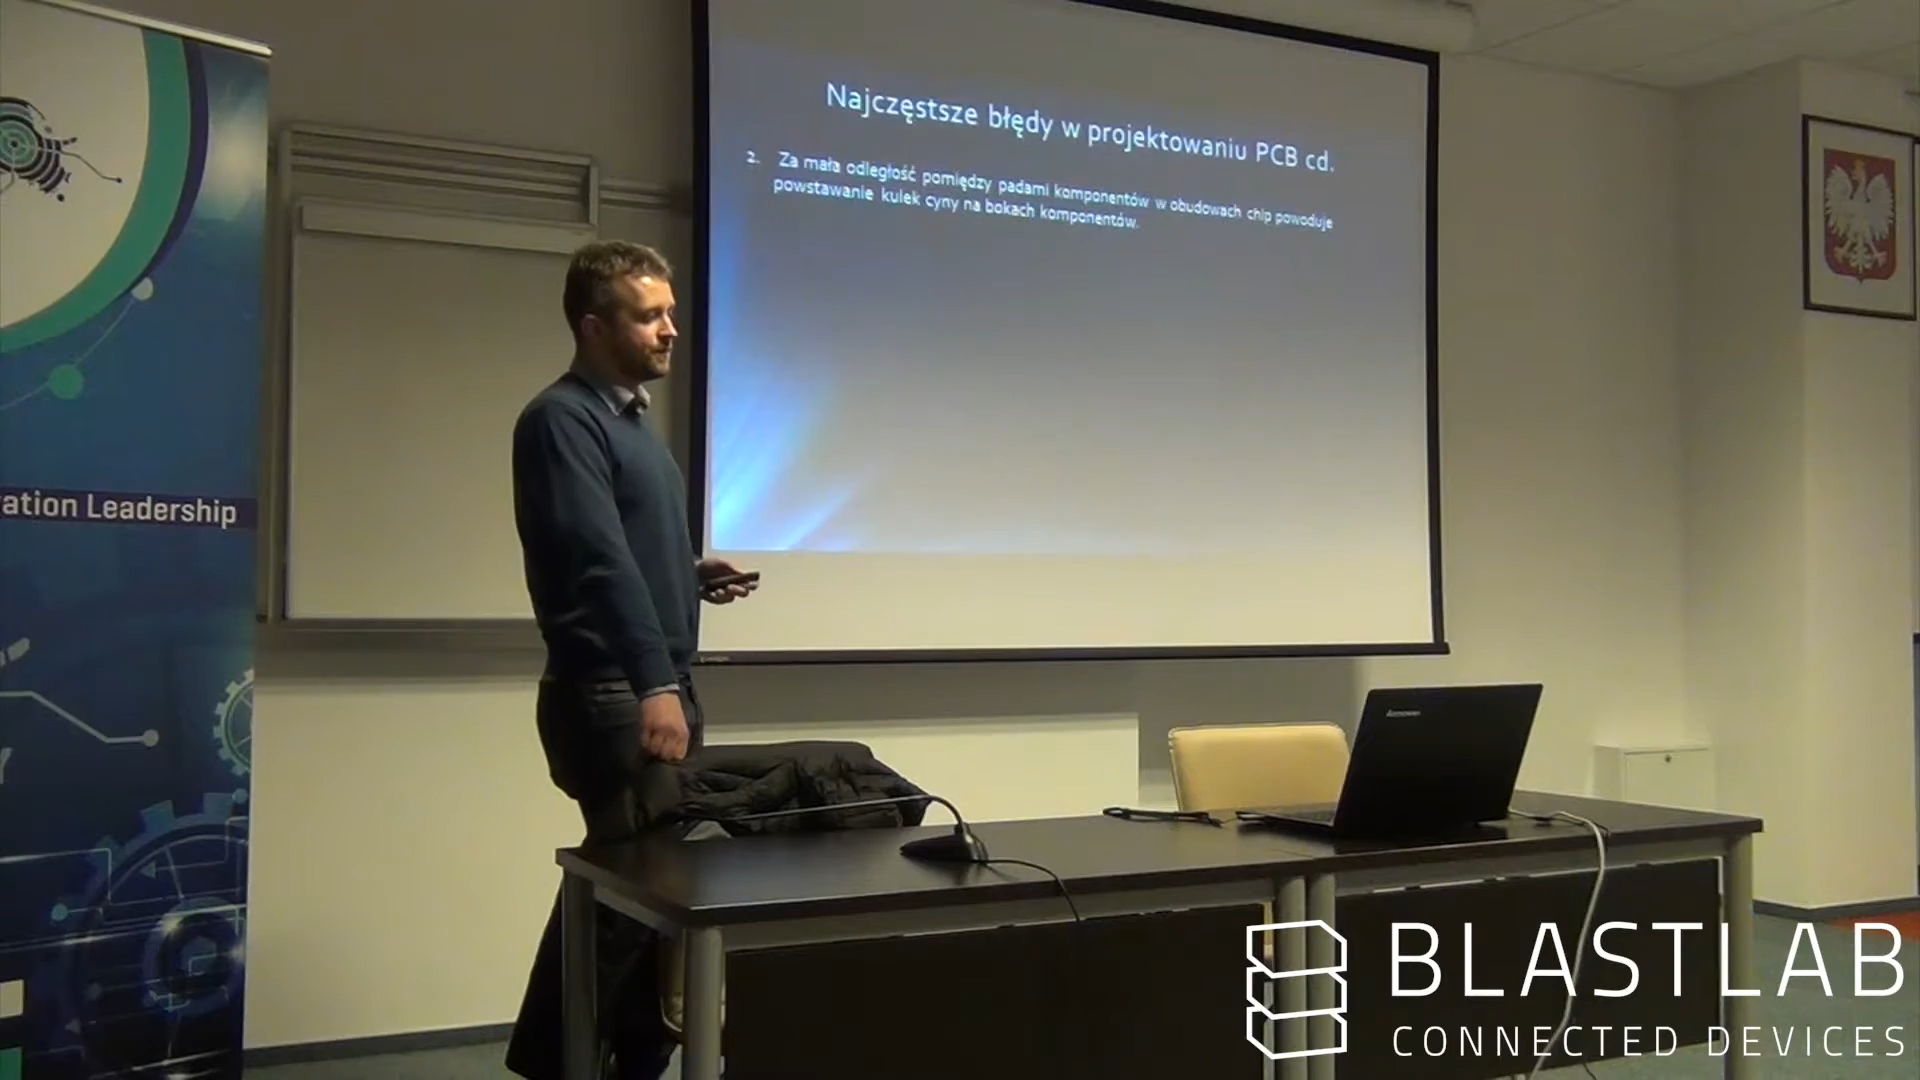 Najczęstsze błędy w projektowaniu PCB cd.
2. Za mała odległość pomiędzy padami komponentów w obudowach chip powoduje
powstawanie kulek cyny na bokach komponentów.
ation Leadership
Lenovo
BLASTLAB
CONNECTED DEVICES